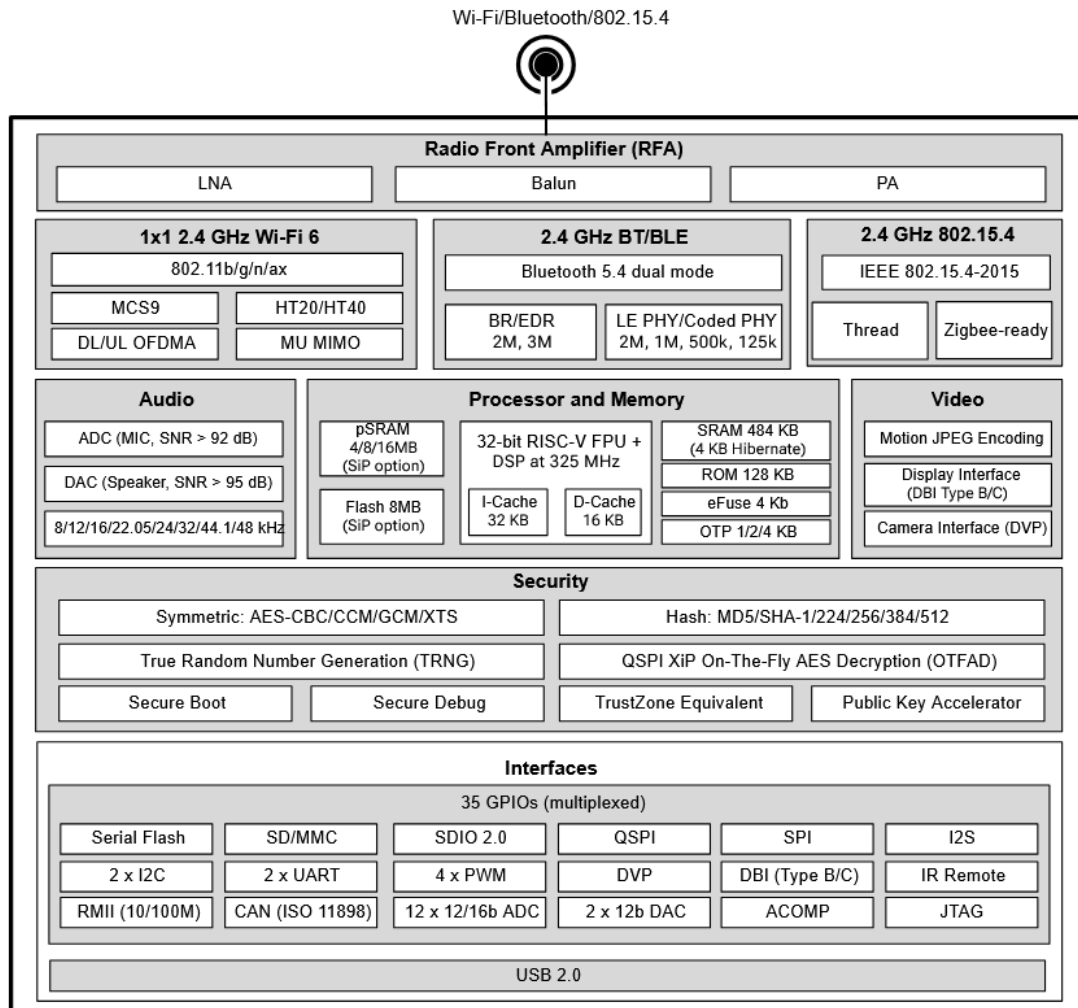 Wi-Fi/Bluetooth/802.15.4
Radio Front Amplifier (RFA)
LNA
Balun
PA
1x1 2.4 GHz Wi-Fi 6
802.11b/g/n/ax
MCS9
HT20/HT40
DL/UL OFDMA
MU MIMO
2.4 GHz BT/BLE
Bluetooth 5.4 dual mode
BR/EDR
2M, 3M
LE PHY/Coded PHY
2M, 1M, 500k, 125k
2.4 GHz 802.15.4
IEEE 802.15.4-2015
Thread
Zigbee-ready
Audio
ADC (MIC, SNR > 92 dB)
DAC (Speaker, SNR > 95 dB)
8/12/16/22.05/24/32/44.1/48 kHz
Processor and Memory
pSRAM
4/8/16MB
(SiP option)
Flash 8MB
(SiP option)
32-bit RISC-V FPU +
DSP at 325 MHz
I-Cache
32 KB
D-Cache
16 KB
SRAM 484 KB
(4 KB Hibernate)
ROM 128 KB
eFuse 4 Kb
OTP 1/2/4 KB
Video
Motion JPEG Encoding
Display Interface
(DBI Type B/C)
Camera Interface (DVP)
Security
Symmetric: AES-CBC/CCM/GCM/XTS
Hash: MD5/SHA-1/224/256/384/512
True Random Number Generation (TRNG)
QSPI XiP On-The-Fly AES Decryption (OTFAD)
Secure Boot
Secure Debug
TrustZone Equivalent
Public Key Accelerator
Interfaces
35 GPIOs (multiplexed)
Serial Flash
SD/MMC
SDIO 2.0
QSPI
SPI
I2S
2 x I2C
2 x UART
4 x PWM
DVP
DBI (Type B/C)
IR Remote
RMII (10/100M)
CAN (ISO 11898)
12 x 12/16b ADC
2 x 12b DAC
ACOMP
JTAG
USB 2.0